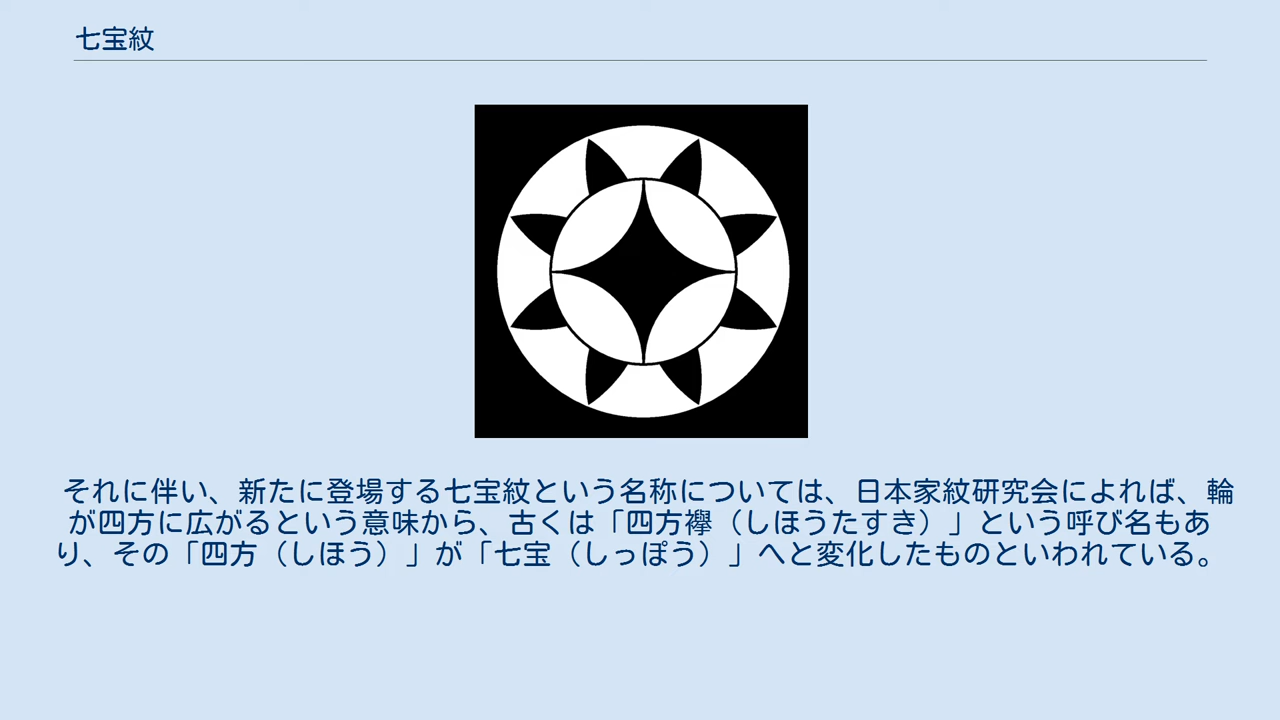 七宝紋
それに伴い、新たに登場する七宝紋という名称については、日本家紋研究会によれば、輪
が四方に広がるという意味から、古くは「四方襷（しほうたすき）」という呼び名もあ
り、その「四方（しほう）」が「七宝（しっぽう）」へと変化したものといわれている。